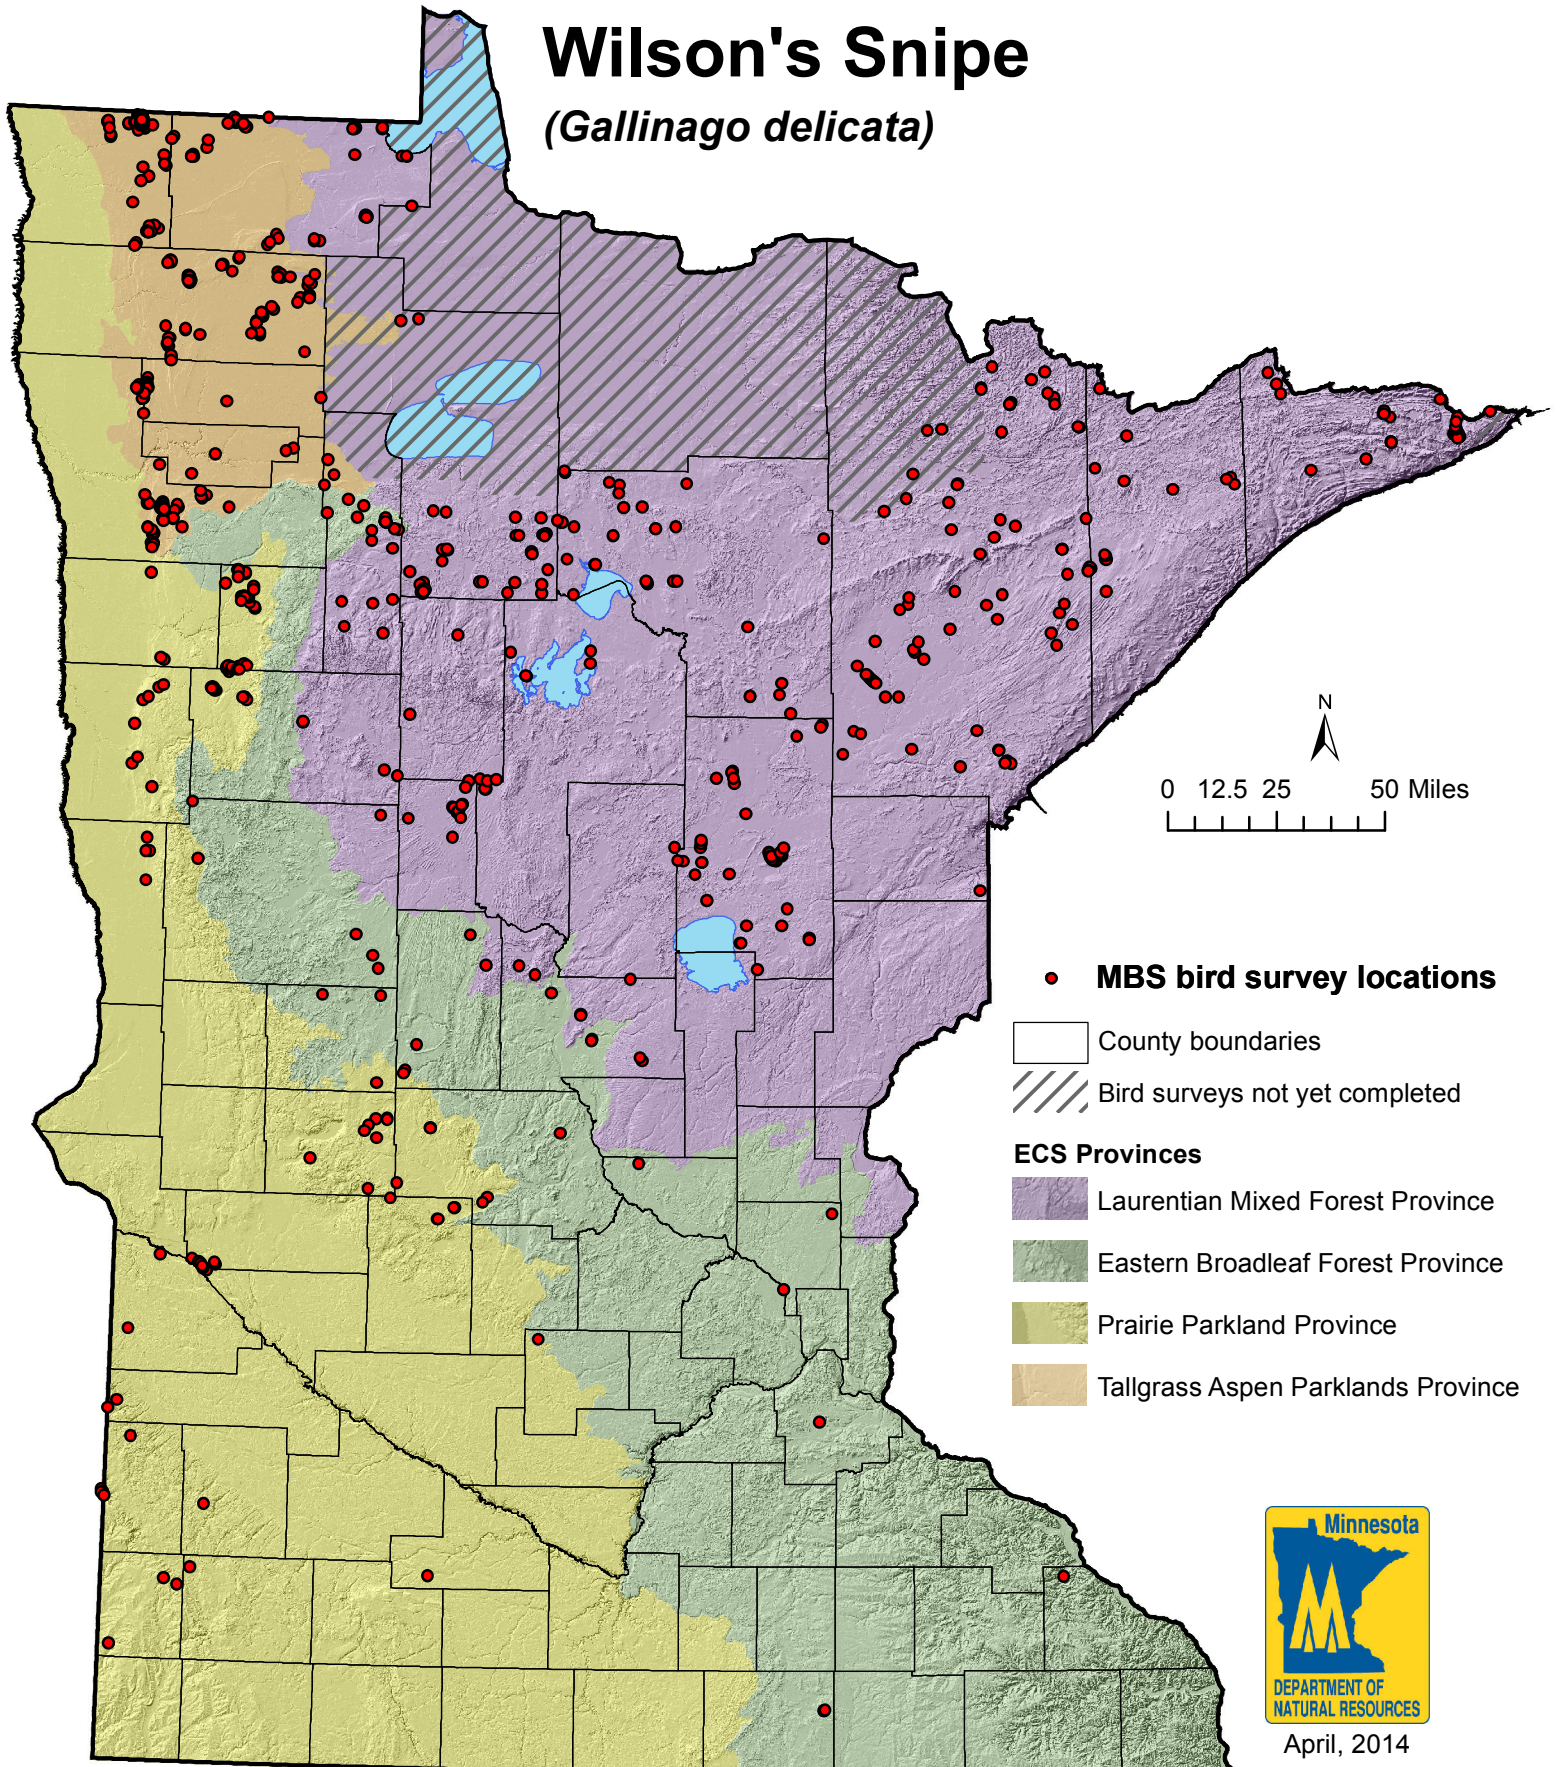 Wilson's Snipe
(Gallinago delicata)
N
0 12.5 25 50 Miles
MBS bird survey locations
County boundaries
Bird surveys not yet completed
ECS Provinces
Laurentian Mixed Forest Province
Eastern Broadleaf Forest Province
Prairie Parkland Province
Tallgrass Aspen Parklands Province
Minnesota
DEPARTMENT OF
NATURAL RESOURCES
April, 2014